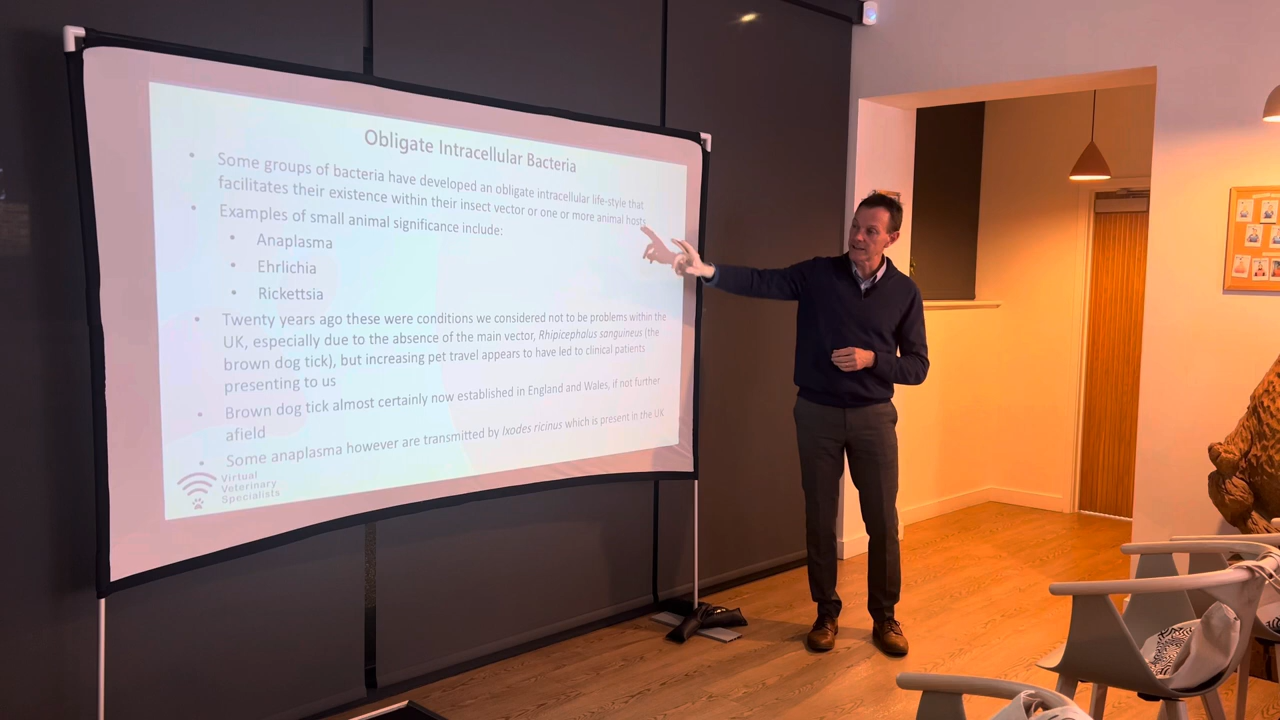 Obligate Intracellular Bacteria
• Some groups of bacteria have developed an obligate intracellular life-style that
facilitates their existence within their insect vector or one or more animal hosts
• Examples of small animal significance include:
• Anaplasma
• Ehrlichia
• Rickettsia
• Twenty years ago these were conditions we considered not to be problems within the
UK, especially due to the absence of the main vector, Rhipicephalus sanguineus (the
brown dog tick), but increasing pet travel appears to have led to clinical patients
presenting to us
• Brown dog tick almost certainly now established in England and Wales, if not further
afield
• Some anaplasma however are transmitted by Ixodes ricinus which is present in the UK
Virtual
Veterinary
Specialists